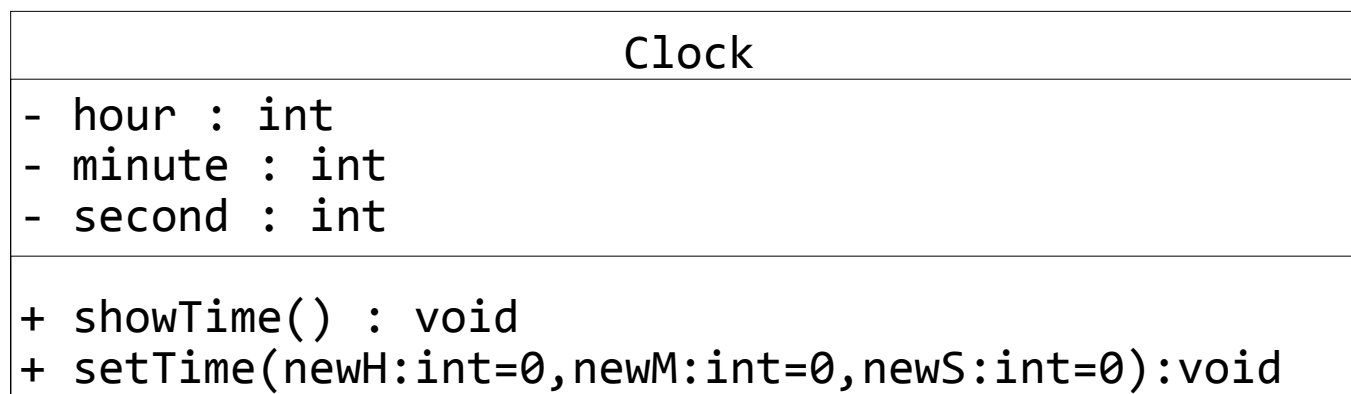 Clock
- hour : int
- minute : int
- second : int
+ showTime() : void
+ setTime(newH:int=0,newM:int=0,newS:int=0):void